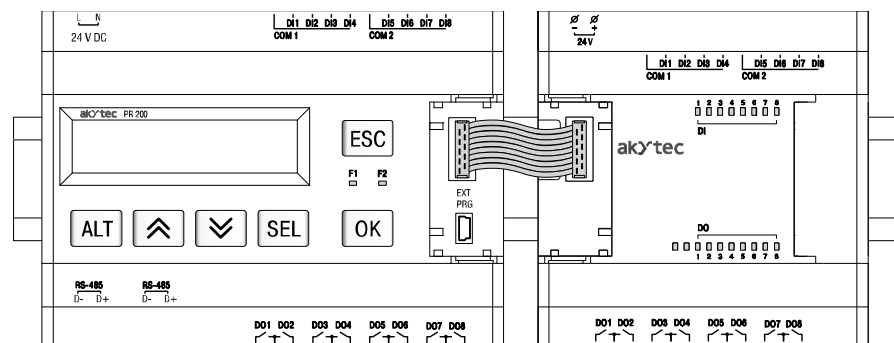 L N
24 V DC
DI1 DI2 DI3 DI4 DI5 DI6 DI7 DI8
COM 1 COM 2
- +
24V
DI1 DI2 DI3 DI4 DI5 DI6 DI7 DI8
COM 1 COM 2
akytec PR 200
ESC
F1 F2
ALT
SEL
OK
EXT
PRG
1 2 3 4 5 6 7 8
DI
akytec
DO
1 2 3 4 5 6 7 8
RS-485 RS-485
D- D+ D- D+
DO1 DO2 DO3 DO4 DO5 DO6 DO7 DO8
DO1 DO2 DO3 DO4 DO5 DO6 DO7 DO8